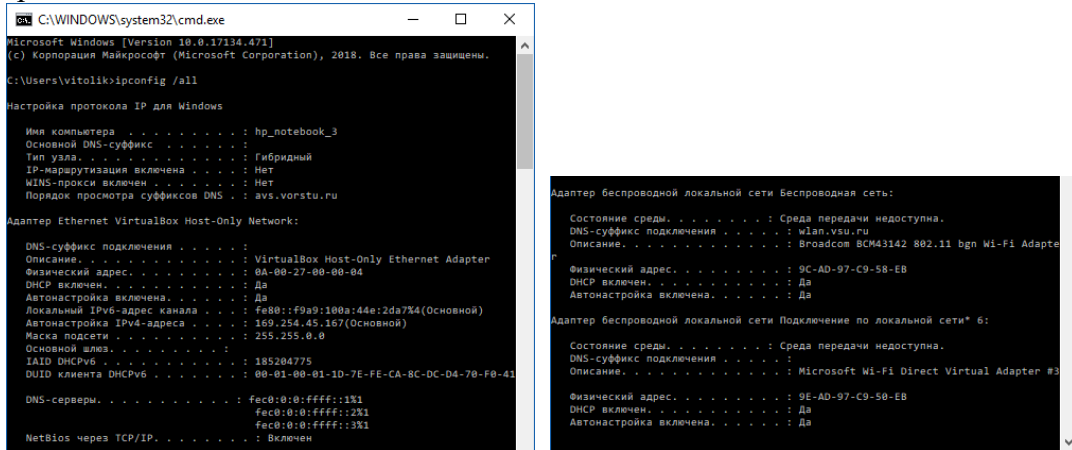 C:\WINDOWS\system32\cmd.exe
Microsoft Windows [Version 10.0.17134.471]
(c) Корпорация Майкрософт (Microsoft Corporation), 2018. Все права защищены.
C:\Users\vitolik>ipconfig /all
Настройка протокола IP для Windows
Имя компьютера . . . . . . . . . : hp_notebook_3
Основной DNS-суффикс . . . . . . :
Тип узла. . . . . . . . . . . . . : Гибридный
IP-маршрутизация включена . . . . : Нет
WINS-прокси включен . . . . . . . : Нет
Порядок просмотра суффиксов DNS . : avs.vorstu.ru
Адаптер Ethernet VirtualBox Host-Only Network:
DNS-суффикс подключения . . . . . :
Описание. . . . . . . . . . . . . : VirtualBox Host-Only Ethernet Adapter
Физический адрес. . . . . . . . . : 0A-00-27-00-00-04
DHCP включен. . . . . . . . . . . : Да
Автонастройка включена. . . . . . : Да
Локальный IPv6-адрес канала . . . : fe80::f9a9:100a:44e:2da7%4(Основной)
Автонастройка IPv4-адреса . . . . : 169.254.45.167(Основной)
Маска подсети . . . . . . . . . . : 255.255.0.0
Основной шлюз. . . . . . . . . :
IAID DHCPv6 . . . . . . . . . . . : 185204775
DUID клиента DHCPv6 . . . . . . . : 00-01-00-01-1D-7E-FE-CA-8C-DC-D4-70-F0-41
DNS-серверы. . . . . . . . . . . : fec0:0:0:ffff::1%1
fec0:0:0:ffff::2%1
fec0:0:0:ffff::3%1
NetBios через TCP/IP. . . . . . . . : Включен
Адаптер беспроводной локальной сети Беспроводная сеть:
Состояние среды. . . . . . . . : Среда передачи недоступна.
DNS-суффикс подключения . . . . . : wlan.vsu.ru
Описание. . . . . . . . . . . . . : Broadcom BCM43142 802.11 bgn Wi-Fi Adapte
r
Физический адрес. . . . . . . . . : 9C-AD-97-C9-58-EB
DHCP включен. . . . . . . . . . . : Да
Автонастройка включена. . . . . . : Да
Адаптер беспроводной локальной сети Подключение по локальной сети* 6:
Состояние среды. . . . . . . . : Среда передачи недоступна.
DNS-суффикс подключения . . . . . :
Описание. . . . . . . . . . . . . : Microsoft Wi-Fi Direct Virtual Adapter #3
Физический адрес. . . . . . . . . : 9E-AD-97-C9-50-EB
DHCP включен. . . . . . . . . . . : Да
Автонастройка включена. . . . . . : Да